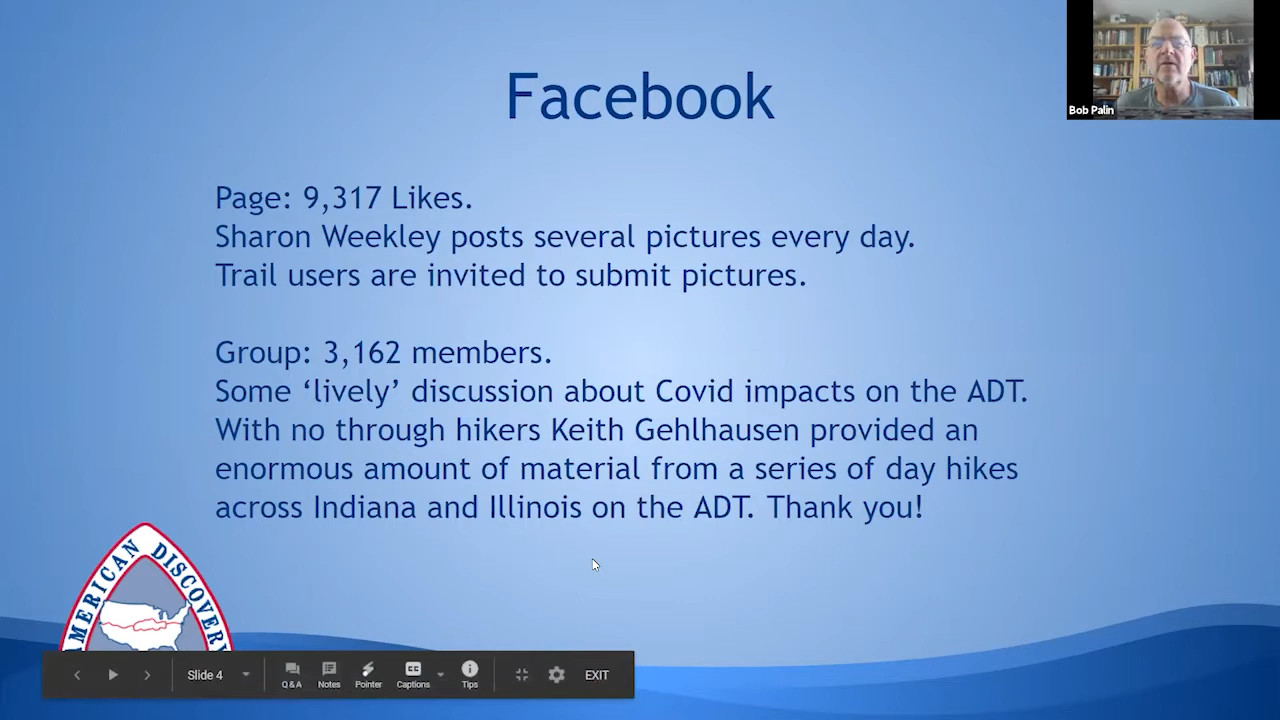 Facebook
Bob Palin
Page: 9,317 Likes.
Sharon Weekley posts several pictures every day.
Trail users are invited to submit pictures.
Group: 3,162 members.
Some ‘lively’ discussion about Covid impacts on the ADT.
With no through hikers Keith Gehlhausen provided an
enormous amount of material from a series of day hikes
across Indiana and Illinois on the ADT. Thank you!
MERICAN DISCOVERY
Slide 4
Q&A
Notes
Pointer
CC
Captions
Tips
EXIT